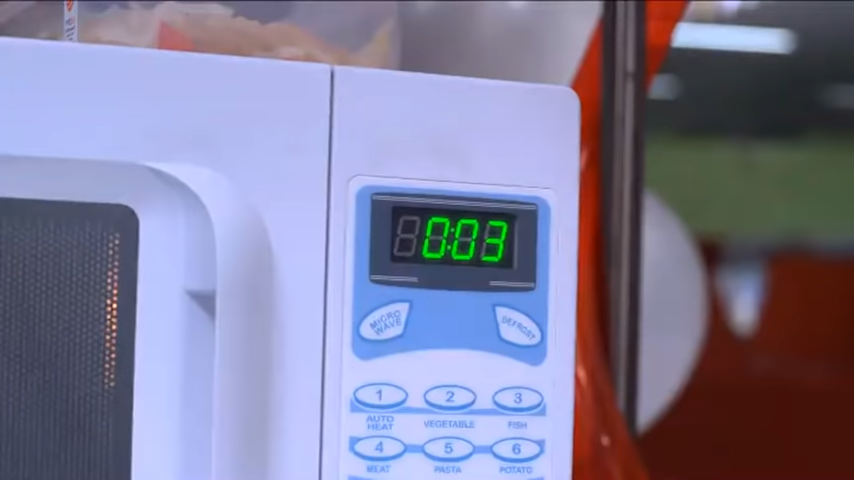 0:03
MICRO
WAVE
DEFROST
1 2 3
AUTO
HEAT VEGETABLE FISH
4 5 6
MEAT PASTA POTATO